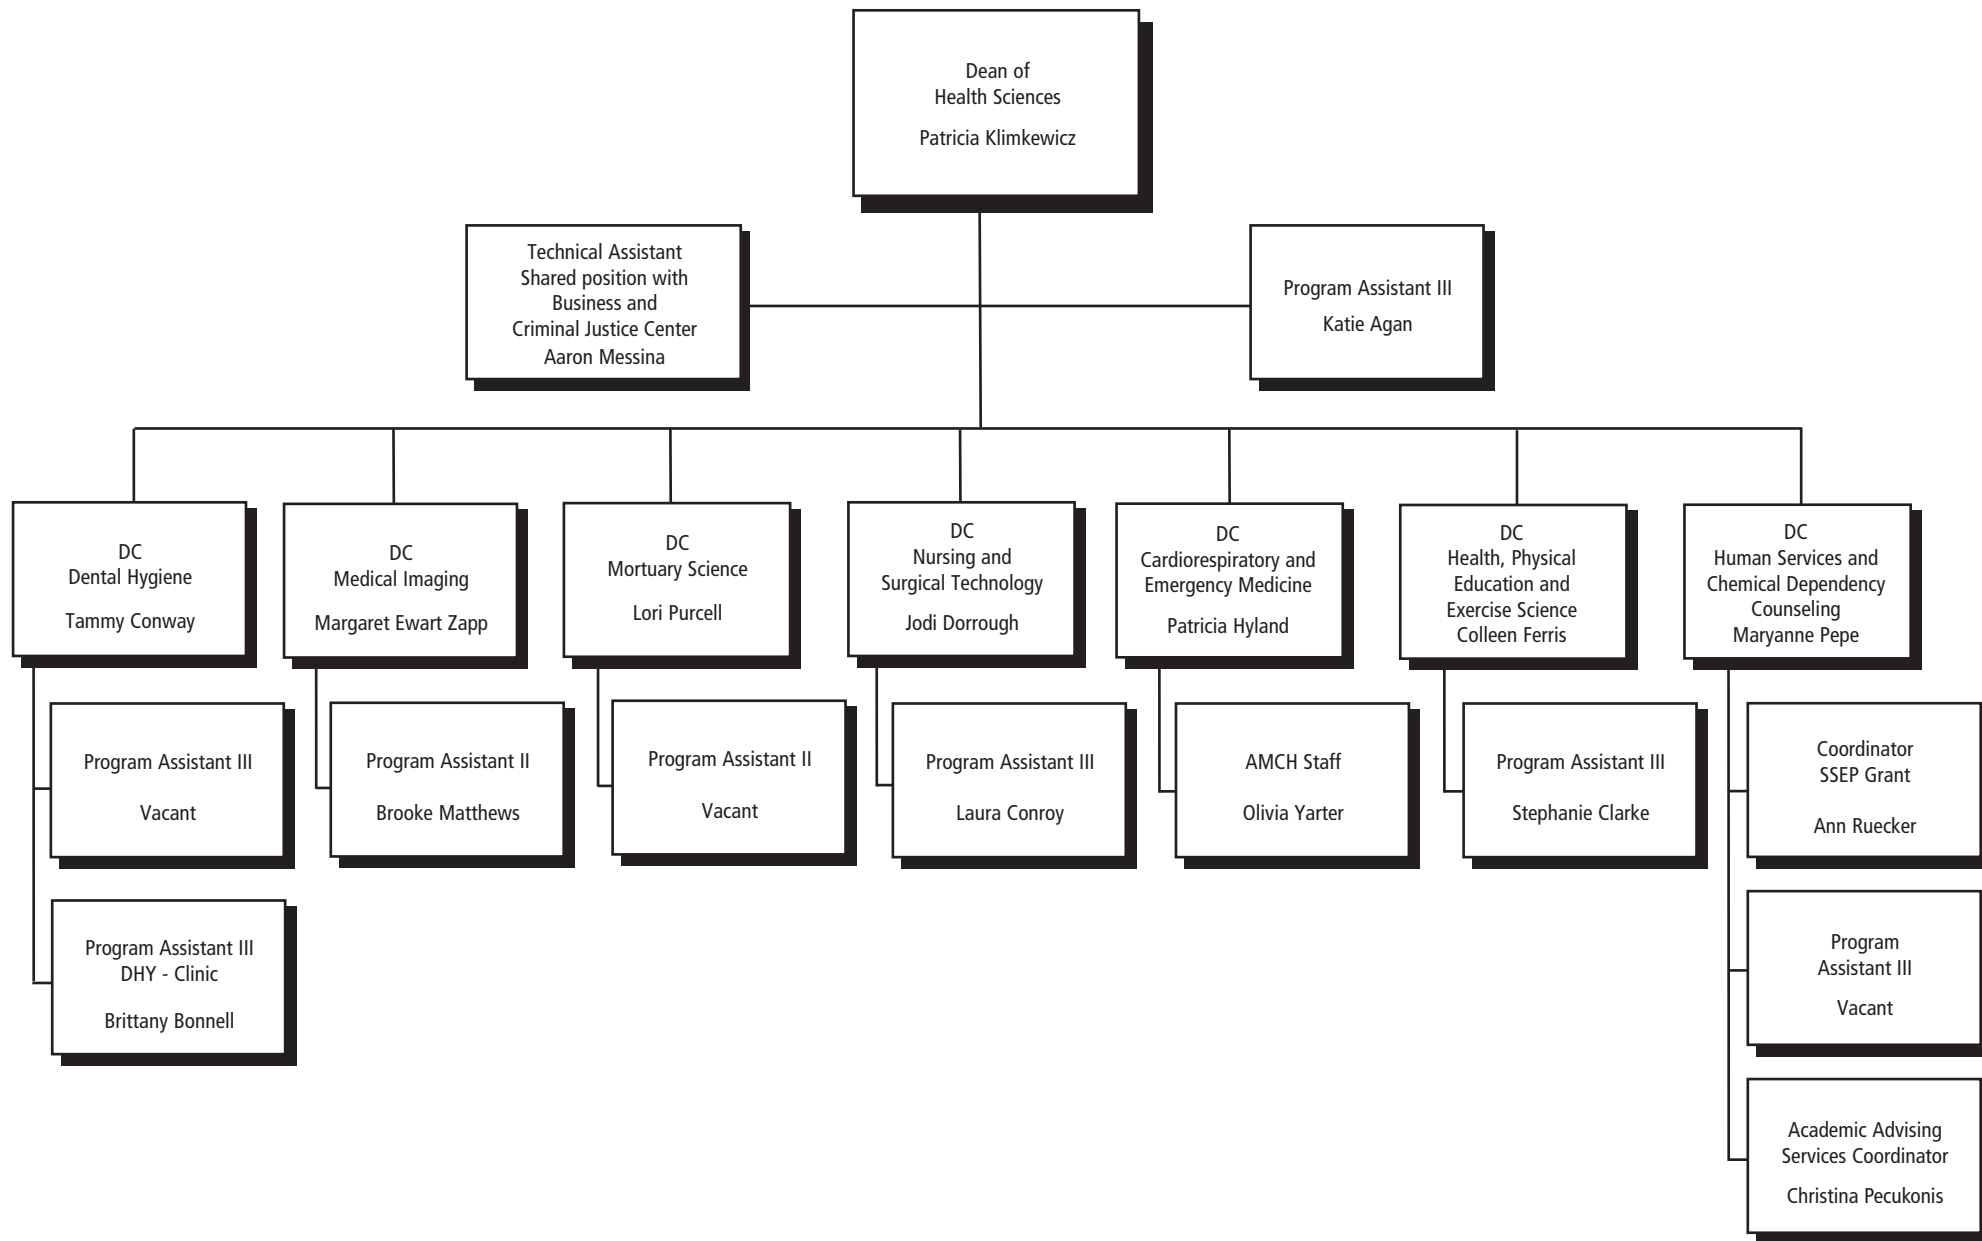 Dean of
Health Sciences
Patricia Klimkewicz
Technical Assistant
Shared position with
Business and
Criminal Justice Center
Aaron Messina
Program Assistant III
Katie Agan
DC
Dental Hygiene
Tammy Conway
DC
Medical Imaging
Margaret Ewart Zapp
DC
Mortuary Science
Lori Purcell
DC
Nursing and
Surgical Technology
Jodi Dorrough
DC
Cardiorespiratory and
Emergency Medicine
Patricia Hyland
DC
Health, Physical
Education and
Exercise Science
Colleen Ferris
DC
Human Services and
Chemical Dependency
Counseling
Maryanne Pepe
Program Assistant III
Vacant
Program Assistant II
Brooke Matthews
Program Assistant II
Vacant
Program Assistant III
Laura Conroy
AMCH Staff
Olivia Yarter
Program Assistant III
Stephanie Clarke
Coordinator
SSEP Grant
Ann Ruecker
Program Assistant III
DHY - Clinic
Brittany Bonnell
Program
Assistant III
Vacant
Academic Advising
Services Coordinator
Christina Pecukonis